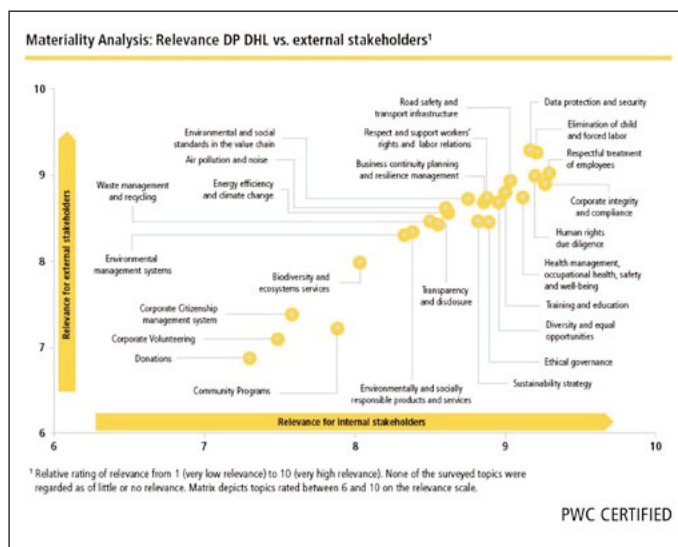 Materiality Analysis: Relevance DP DHL vs. external stakeholders¹
10
9
8
7
6
Relevance for external stakeholders
Road safety and
transport infrastructure
Data protection and security
Environmental and social
standards in the value chain
Respect and support workers'
rights and labor relations
Elimination of child
and forced labor
Air pollution and noise
Business continuity planning
and resilience management
Respectful treatment
of employees
Waste management
and recycling
Energy efficiency
and climate change
Corporate integrity
and compliance
Human rights
due diligence
Environmental
management systems
Biodiversity and
ecosystems services
Transparency
and disclosure
Health management,
occupational health, safety
and well-being
Corporate Citizenship
management system
Training and education
Corporate Volunteering
Diversity and equal
opportunities
Donations
Ethical governance
Community Programs
Environmentally and socially
responsible products and services
Sustainability strategy
Relevance for internal stakeholders
6
7
8
9
10
¹ Relative rating of relevance from 1 (very low relevance) to 10 (very high relevance). None of the surveyed topics were
regarded as of little or no relevance. Matrix depicts topics rated between 6 and 10 on the relevance scale.
PWC CERTIFIED